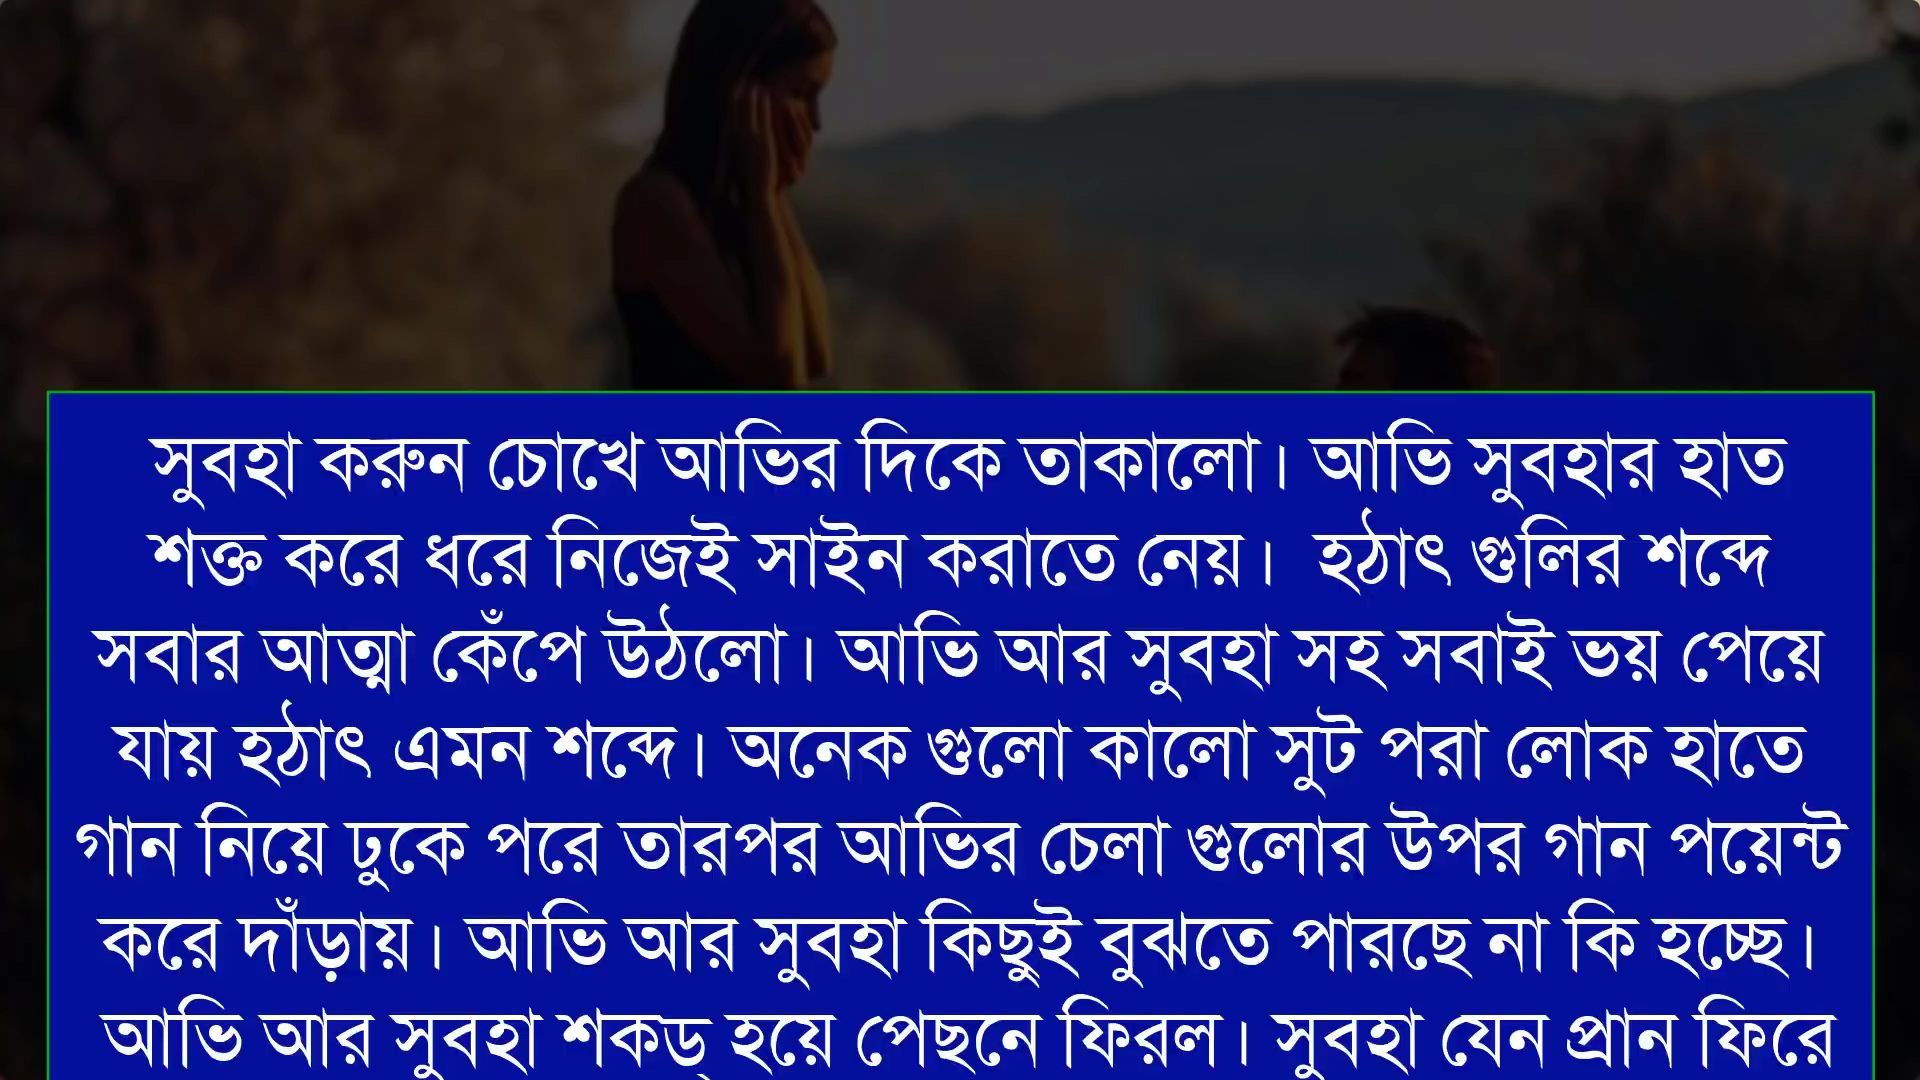 সুবহা করুন চোখে আভির দিকে তাকালো। আভি সুবহার হাত
শক্ত করে ধরে নিজেই সাইন করাতে নেয়। হঠাৎ গুলির শব্দে
সবার আত্মা কেঁপে উঠলো। আভি আর সুবহা সহ সবাই ভয় পেয়ে
যায় হঠাৎ এমন শব্দে। অনেক গুলো কালো সুট পরা লোক হাতে
গান নিয়ে ঢুকে পরে তারপর আভির চেলা গুলোর উপর গান পয়েন্ট
করে দাঁড়ায়। আভি আর সুবহা কিছুই বুঝতে পারছে না কি হচ্ছে।
আভি আর সুবহা শকড্ হয়ে পেছনে ফিরল। সুবহা যেন প্রান ফিরে